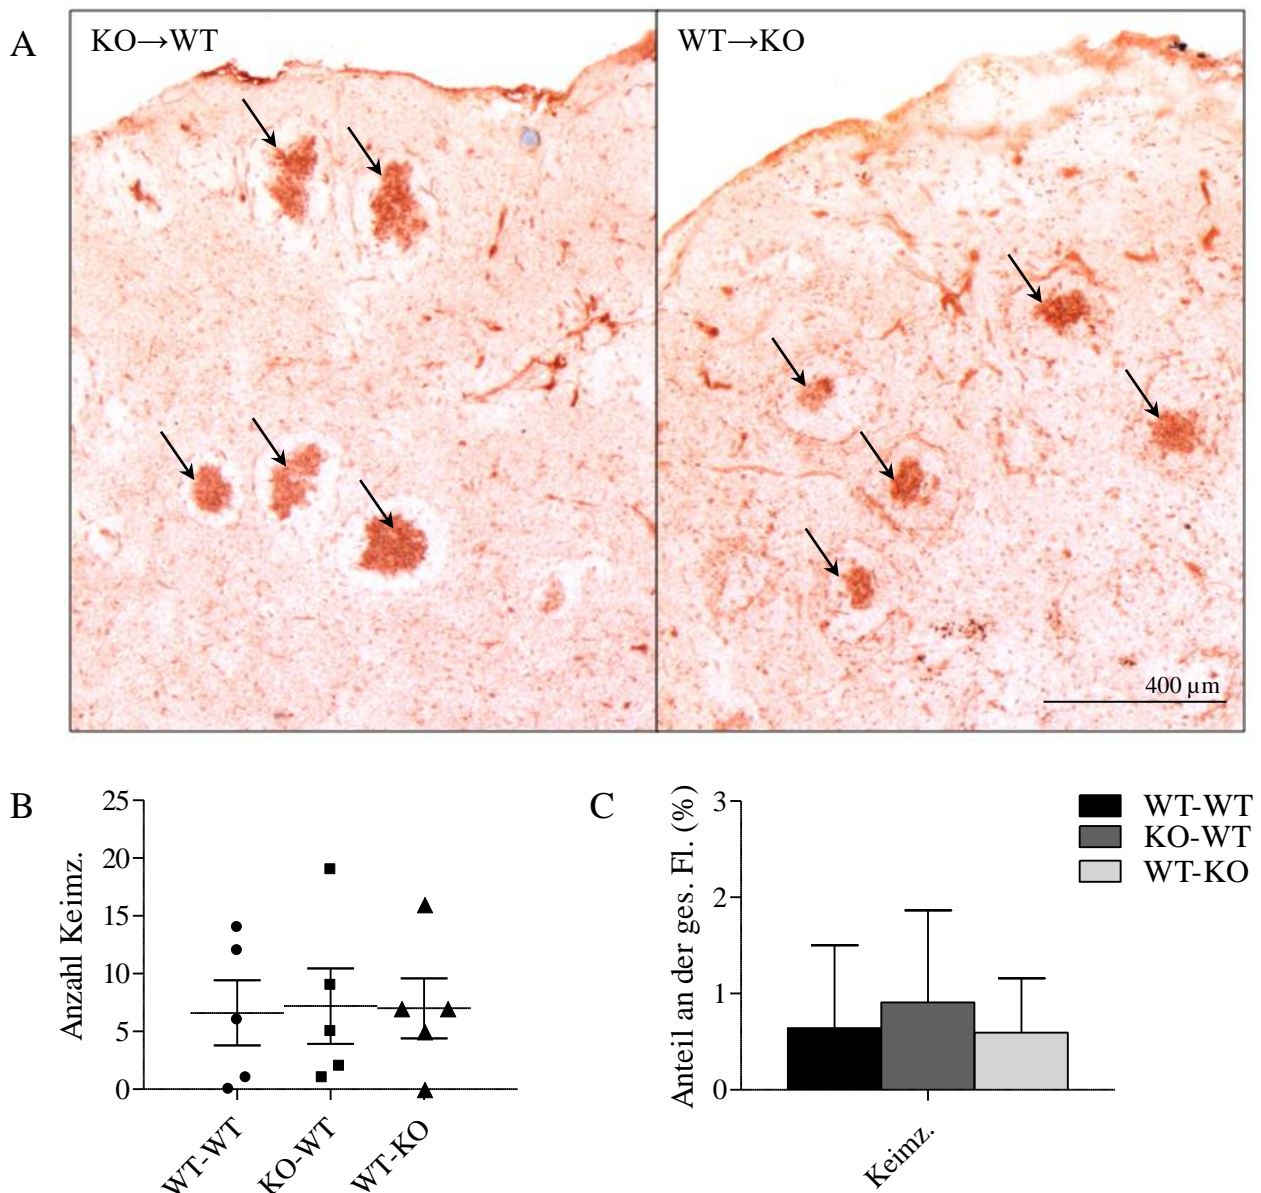 A
KO→WT
WT→KO
400 µm
B
Anzahl Keimz.
25
20
15
10
5
0
WT-WT
KO-WT
WT-KO
C
Anteil an der ges. Fl. (%)
3
2
1
0
Keimz.
WT-WT
KO-WT
WT-KO